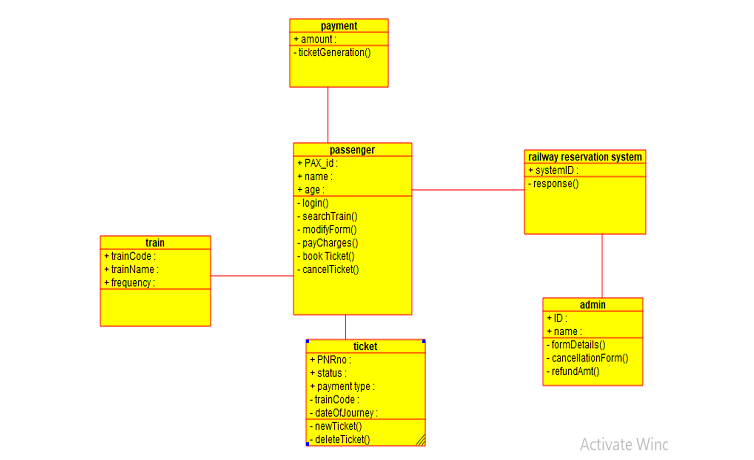 payment
+ amount :
- ticketGeneration()
passenger
+ PAX_id :
+ name :
+ age :
- login()
- searchTrain()
- modifyForm()
- payCharges()
- book Ticket()
- cancelTicket()
railway reservation system
+ systemID :
- response()
train
+ trainCode :
+ trainName :
+ frequency :
admin
+ ID :
+ name :
- formDetails()
- cancellationForm()
- refundAmt()
ticket
+ PNRno :
+ status :
+ payment type :
- trainCode :
- dateOfJourney :
- newTicket()
- deleteTicket()
Activate Winc